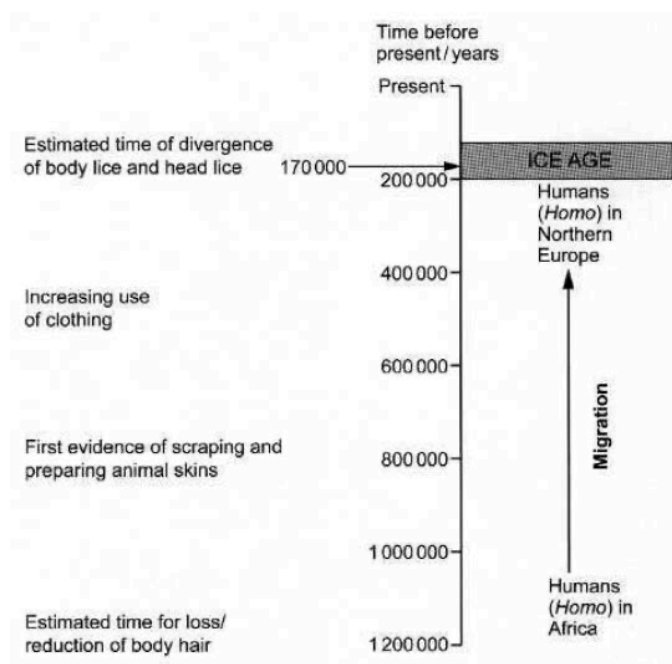 Time before
present/years
Present
Estimated time of divergence
of body lice and head lice
170 000
ICE AGE
200 000
Humans
(Homo) in
Northern
Europe
400 000
Increasing use
of clothing
600 000
Migration
First evidence of scraping and
preparing animal skins
800 000
1 000 000
Humans
(Homo) in
Africa
Estimated time for loss/
reduction of body hair
1 200 000